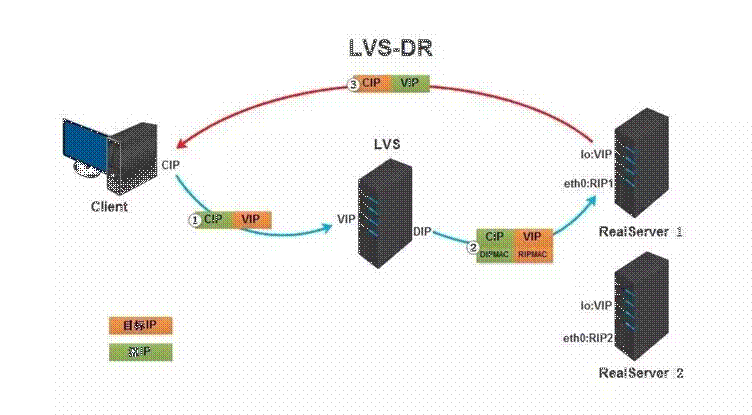 LVS-DR
③ CIP VIP
LVS
CIP
Client
① CIP VIP
VIP
DIP
② CIP VIP
DIPMAC RIPMAC
lo:VIP
eth0:RIP1
RealServer 1
lo:VIP
eth0:RIP2
RealServer 2
目标IP
源IP